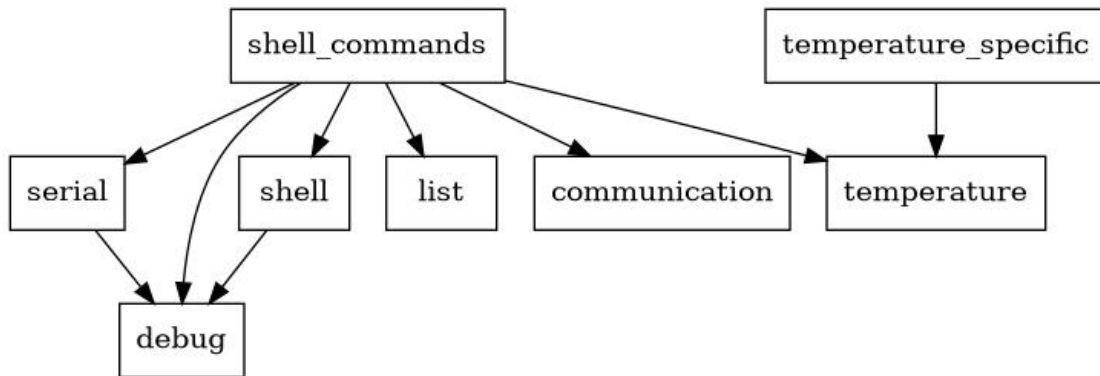 shell_commands
temperature_specific
serial
shell
list
communication
temperature
debug